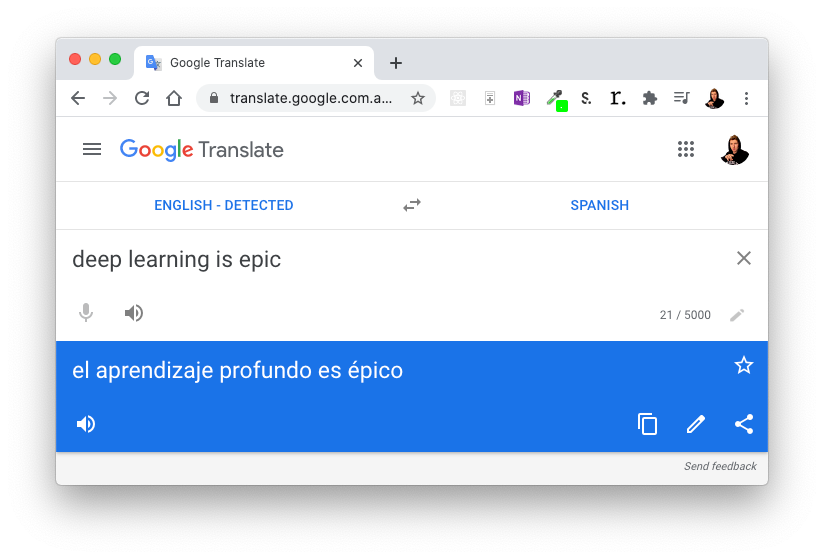 Google Translate
translate.google.com.a...
S. r.
Google Translate
ENGLISH - DETECTED
SPANISH
deep learning is epic
21 / 5000
el aprendizaje profundo es épico
Send feedback